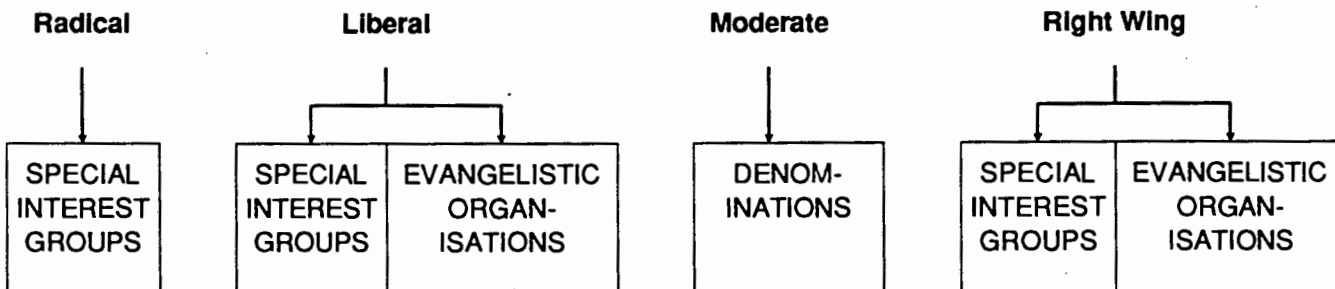 Radical Liberal Moderate Right Wing
SPECIAL
INTEREST
GROUPS
SPECIAL
INTEREST
GROUPS
EVANGELISTIC
ORGAN-
ISATIONS
DENOM-
INATIONS
SPECIAL
INTEREST
GROUPS
EVANGELISTIC
ORGAN-
ISATIONS